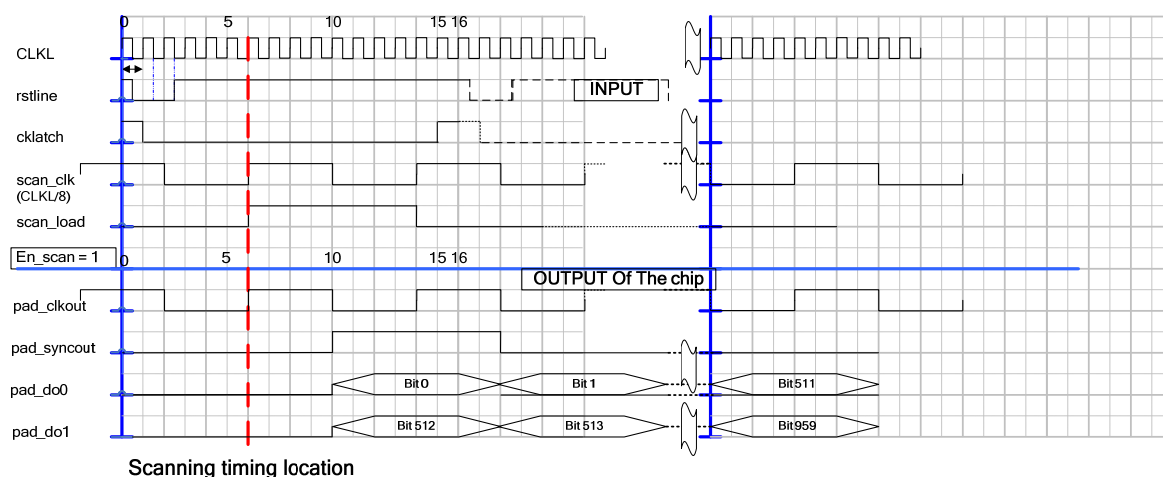 0 5 10 15 16
CLKL
rstline
INPUT
cklatch
scan_clk
(CLKL/8)
scan_load
En_scan = 1
0 5 10 15 16
OUTPUT Of The chip
pad_clkout
pad_syncout
pad_do0 Bit 0 Bit 1 Bit 511
pad_do1 Bit 512 Bit 513 Bit 959
Scanning timing location